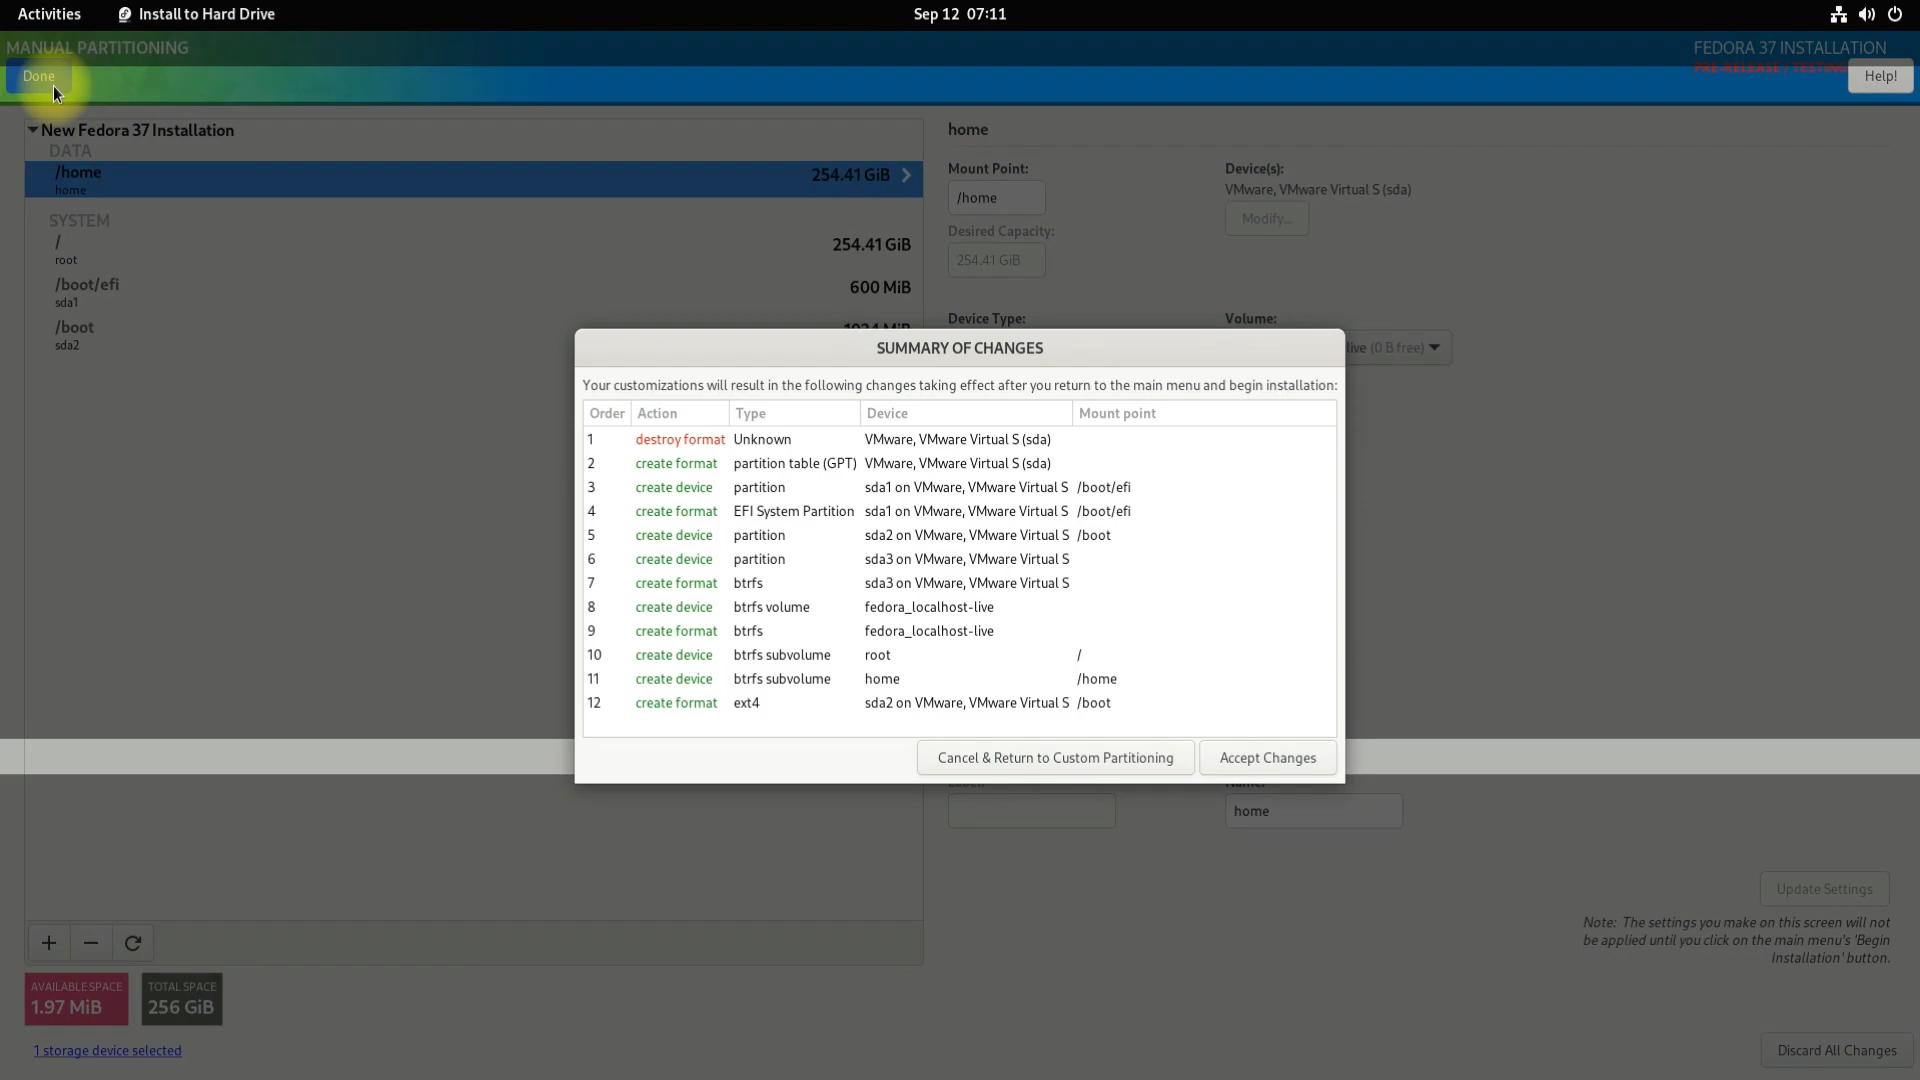 Activities Install to Hard Drive Sep 12 07:11
MANUAL PARTITIONING FEDORA 37 INSTALLATION
PRE-RELEASE / TESTING
Done Help!
New Fedora 37 Installation
DATA
/home 254.41 GiB
home
SYSTEM
/ 254.41 GiB
root
/boot/efi 600 MiB
sda1
/boot 1024 MiB
sda2
home
Mount Point: Device(s):
/home VMware, VMware Virtual S (sda)
Modify...
Desired Capacity:
254.41 GiB
Device Type: Volume:
live (0 B free)
SUMMARY OF CHANGES
Your customizations will result in the following changes taking effect after you return to the main menu and begin installation:
Order Action Type Device Mount point
1 destroy format Unknown VMware, VMware Virtual S (sda)
2 create format partition table (GPT) VMware, VMware Virtual S (sda)
3 create device partition sda1 on VMware, VMware Virtual S /boot/efi
4 create format EFI System Partition sda1 on VMware, VMware Virtual S /boot/efi
5 create device partition sda2 on VMware, VMware Virtual S /boot
6 create device partition sda3 on VMware, VMware Virtual S
7 create format btrfs sda3 on VMware, VMware Virtual S
8 create device btrfs volume fedora_localhost-live
9 create format btrfs fedora_localhost-live
10 create device btrfs subvolume root /
11 create device btrfs subvolume home /home
12 create format ext4 sda2 on VMware, VMware Virtual S /boot
Cancel & Return to Custom Partitioning Accept Changes
Label: Name:
home
Update Settings
Note: The settings you make on this screen will not
be applied until you click on the main menu's 'Begin
Installation' button.
AVAILABLE SPACE
1.97 MiB
TOTAL SPACE
256 GiB
1 storage device selected
Discard All Changes